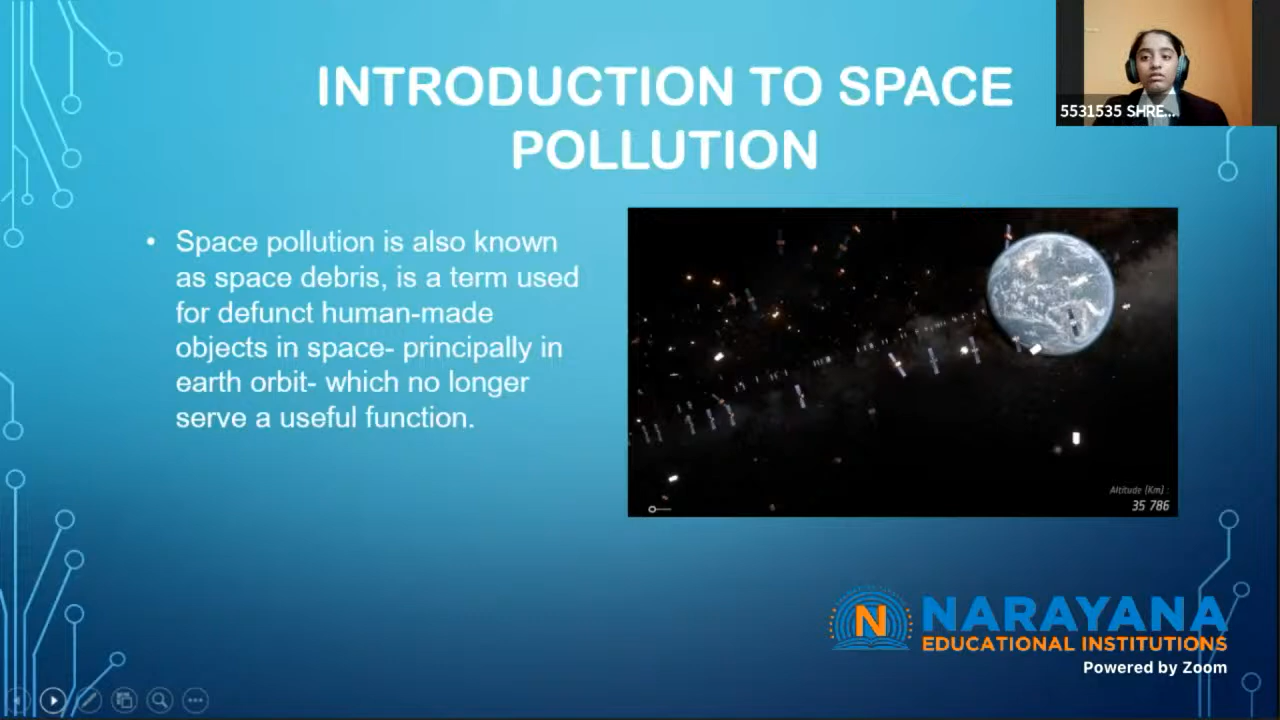 INTRODUCTION TO SPACE
POLLUTION
5531535 SHRE...
• Space pollution is also known
as space debris, is a term used
for defunct human-made
objects in space- principally in
earth orbit- which no longer
serve a useful function.
Altitude (Km) :
35 786
N NARAYANA
EDUCATIONAL INSTITUTIONS
Powered by Zoom